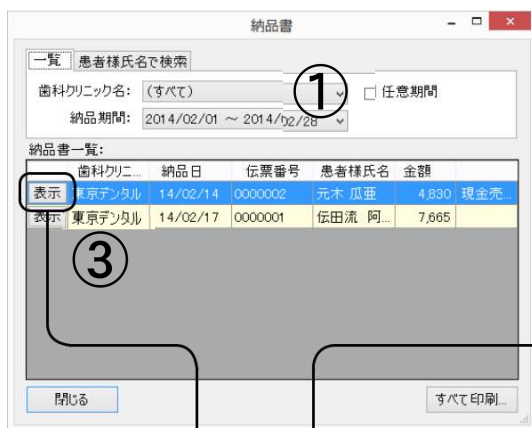 納品書
一覧 患者様氏名で検索
歯科クリニック名: (すべて) ① 任意期間
納品期間: 2014/02/01 ～ 2014/02/28
納品書一覧:
歯科クリニ... 納品日 伝票番号 患者様氏名 金額
表示 東京デンタル 14/02/14 0000002 元木 瓜亜 4,830 現金売...
表示 東京デンタル 14/02/17 0000001 伝田流 阿... 7,665
③
閉じる すべて印刷...